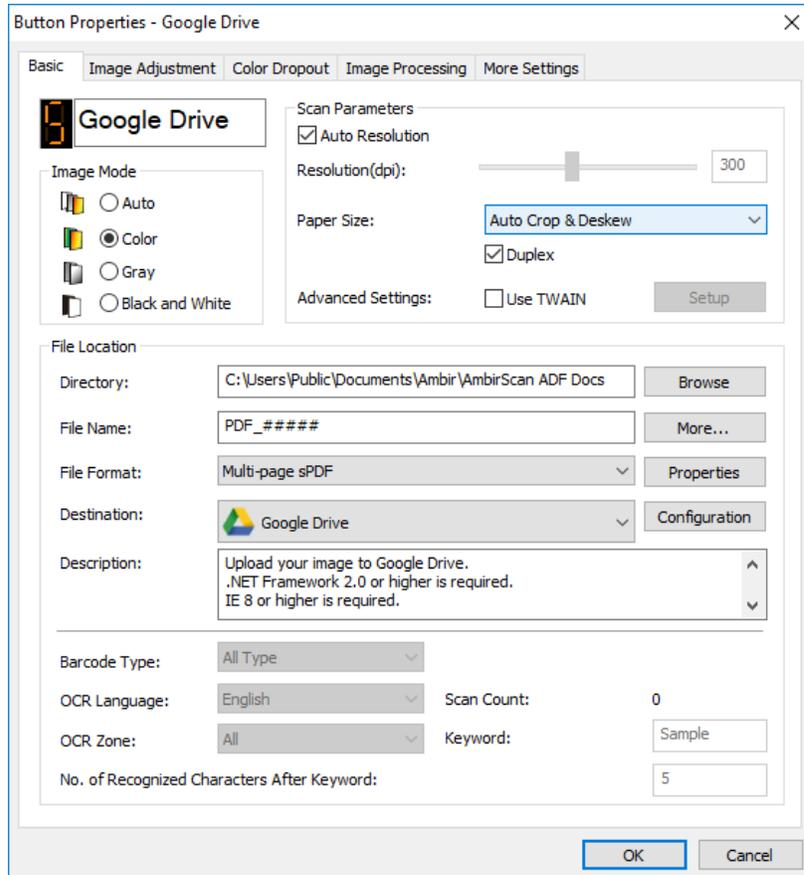 Button Properties - Google Drive
Basic Image Adjustment Color Dropout Image Processing More Settings
Google Drive
Image Mode
Auto
Color
Gray
Black and White
Scan Parameters
Auto Resolution
Resolution(dpi): 300
Paper Size: Auto Crop & Deskew
Duplex
Advanced Settings: Use TWAIN Setup
File Location
Directory: C:\Users\Public\Documents\Ambir\AmbirScan ADF Docs Browse
File Name: PDF_##### More...
File Format: Multi-page sPDF Properties
Destination: Google Drive Configuration
Description: Upload your image to Google Drive.
.NET Framework 2.0 or higher is required.
IE 8 or higher is required.
Barcode Type: All Type
OCR Language: English Scan Count: 0
OCR Zone: All Keyword: Sample
No. of Recognized Characters After Keyword: 5
OK Cancel